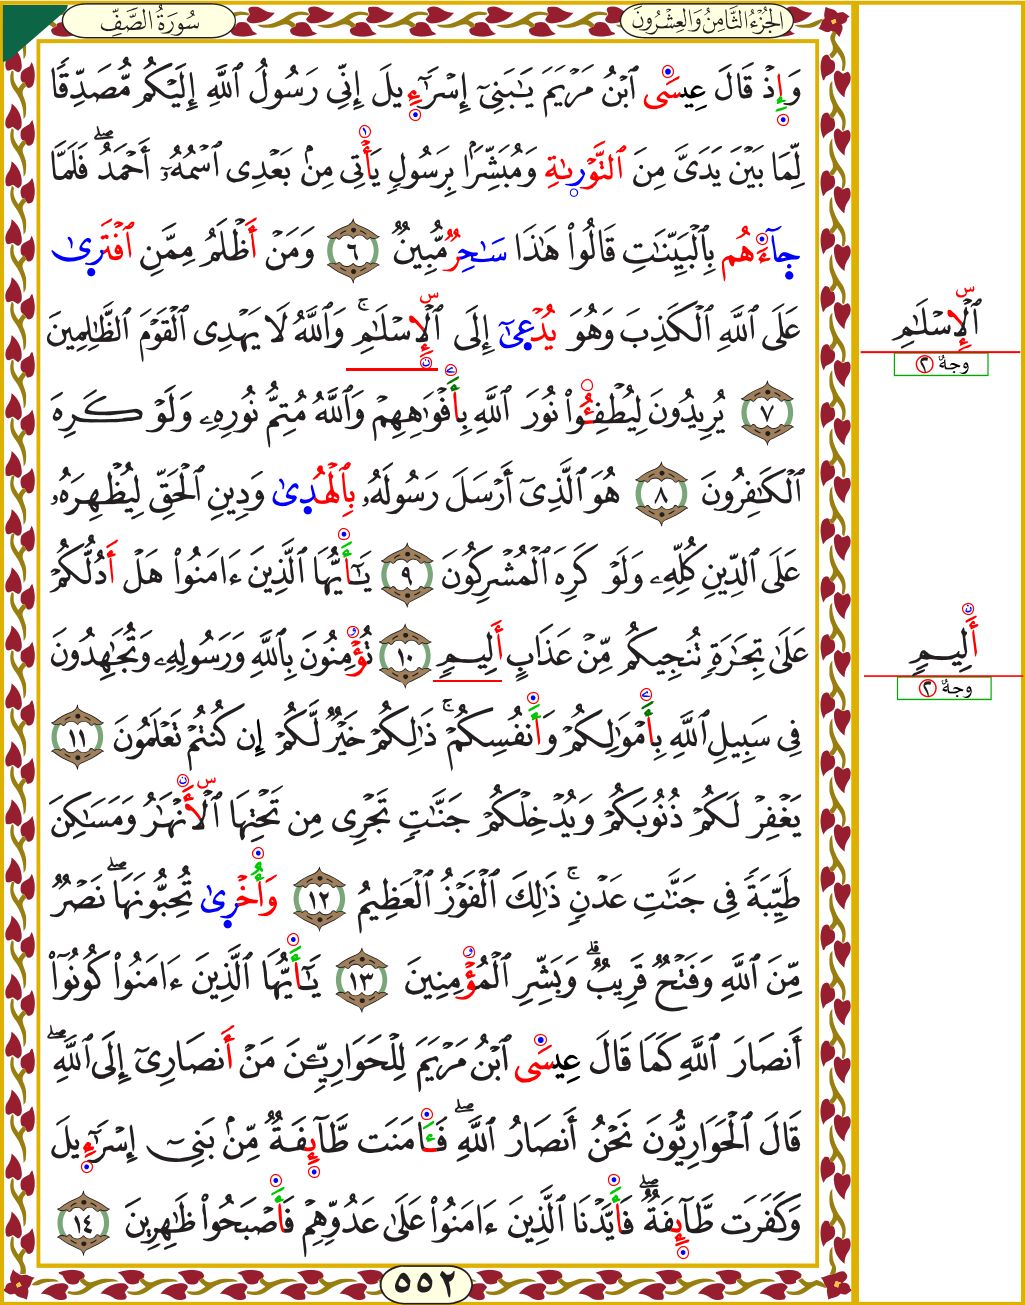 سُورَةُ الصَّفِّ
الجُزْءُ الثَّامِنُ وَالعِشْرُونَ
وَإِذْ قَالَ عِيسَى ٱبْنُ مَرْيَمَ يَـٰبَنِىٓ إِسْرَٰٓءِيلَ إِنِّى رَسُولُ ٱللَّهِ إِلَيْكُم مُّصَدِّقًا
لِّمَا بَيْنَ يَدَىَّ مِنَ ٱلتَّوْرَىٰةِ وَمُبَشِّرًۢا بِرَسُولٍ يَأْتِى مِنۢ بَعْدِى ٱسْمُهُۥٓ أَحْمَدُ ۖ فَلَمَّا
جَآءَهُم بِٱلْبَيِّنَـٰتِ قَالُوا۟ هَـٰذَا سَـٰحِرٌ مُّبِينٌ ٦ وَمَنْ أَظْلَمُ مِمَّنِ ٱفْتَرَىٰ
عَلَى ٱللَّهِ ٱلْكَذِبَ وَهُوَ يُدْعَىٰٓ إِلَى ٱلْإِسْلَـٰمِ ۚ وَٱللَّهُ لَا يَهْدِى ٱلْقَوْمَ ٱلظَّـٰلِمِينَ
٧ يُرِيدُونَ لِيُطْفِـُٔوا۟ نُورَ ٱللَّهِ بِأَفْوَٰهِهِمْ وَٱللَّهُ مُتِمُّ نُورِهِۦ وَلَوْ كَرِهَ
ٱلْكَـٰفِرُونَ ٨ هُوَ ٱلَّذِىٓ أَرْسَلَ رَسُولَهُۥ بِٱلْهُدَىٰ وَدِينِ ٱلْحَقِّ لِيُظْهِرَهُۥ
عَلَى ٱلدِّينِ كُلِّهِۦ وَلَوْ كَرِهَ ٱلْمُشْرِكُونَ ٩ يَـٰٓأَيُّهَا ٱلَّذِينَ ءَامَنُوا۟ هَلْ أَدُلُّكُمْ
عَلَىٰ تِجَـٰرَةٍ تُنجِيكُم مِّنْ عَذَابٍ أَلِيمٍ ١٠ تُؤْمِنُونَ بِٱللَّهِ وَرَسُولِهِۦ وَتُجَـٰهِدُونَ
فِى سَبِيلِ ٱللَّهِ بِأَمْوَٰلِكُمْ وَأَنفُسِكُمْ ۚ ذَٰلِكُمْ خَيْرٌ لَّكُمْ إِن كُنتُمْ تَعْلَمُونَ ١١
يَغْفِرْ لَكُمْ ذُنُوبَكُمْ وَيُدْخِلْكُمْ جَنَّـٰتٍ تَجْرِى مِن تَحْتِهَا ٱلْأَنْهَـٰرُ وَمَسَـٰكِنَ
طَيِّبَةً فِى جَنَّـٰتِ عَدْنٍ ۚ ذَٰلِكَ ٱلْفَوْزُ ٱلْعَظِيمُ ١٢ وَأُخْرَىٰ تُحِبُّونَهَا ۖ نَصْرٌ
مِّنَ ٱللَّهِ وَفَتْحٌ قَرِيبٌ ۗ وَبَشِّرِ ٱلْمُؤْمِنِينَ ١٣ يَـٰٓأَيُّهَا ٱلَّذِينَ ءَامَنُوا۟ كُونُوٓا۟
أَنصَارَ ٱللَّهِ كَمَا قَالَ عِيسَى ٱبْنُ مَرْيَمَ لِلْحَوَارِيِّـۧنَ مَنْ أَنصَارِىٓ إِلَى ٱللَّهِ ۖ
قَالَ ٱلْحَوَارِيُّونَ نَحْنُ أَنصَارُ ٱللَّهِ ۖ فَـَٔامَنَت طَّآئِفَةٌ مِّنۢ بَنِىٓ إِسْرَٰٓءِيلَ
وَكَفَرَت طَّآئِفَةٌ ۖ فَأَيَّدْنَا ٱلَّذِينَ ءَامَنُوا۟ عَلَىٰ عَدُوِّهِمْ فَأَصْبَحُوا۟ ظَـٰهِرِينَ ١٤
٥٥٢
ٱلْإِسْلَـٰمِ
٢ وجهٌ
أَلِيمٍ
٢ وجهٌ